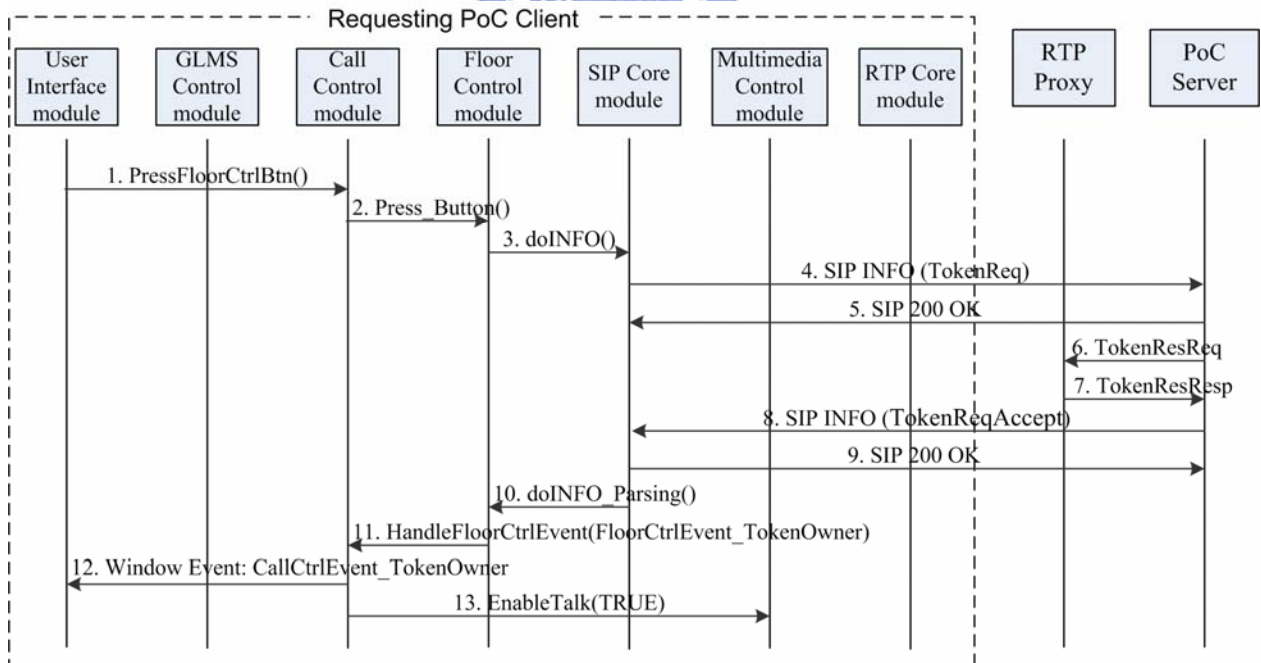 Requesting PoC Client
User
Interface
module
GLMS
Control
module
Call
Control
module
Floor
Control
module
SIP Core
module
Multimedia
Control
module
RTP Core
module
RTP
Proxy
PoC
Server
1. PressFloorCtrlBtn()
2. Press_Button()
3. doINFO()
4. SIP INFO (TokenReq)
5. SIP 200 OK
6. TokenResReq
7. TokenResResp
8. SIP INFO (TokenReqAccept)
9. SIP 200 OK
10. doINFO_Parsing()
11. HandleFloorCtrlEvent(FloorCtrlEvent_TokenOwner)
12. Window Event: CallCtrlEvent_TokenOwner
13. EnableTalk(TRUE)